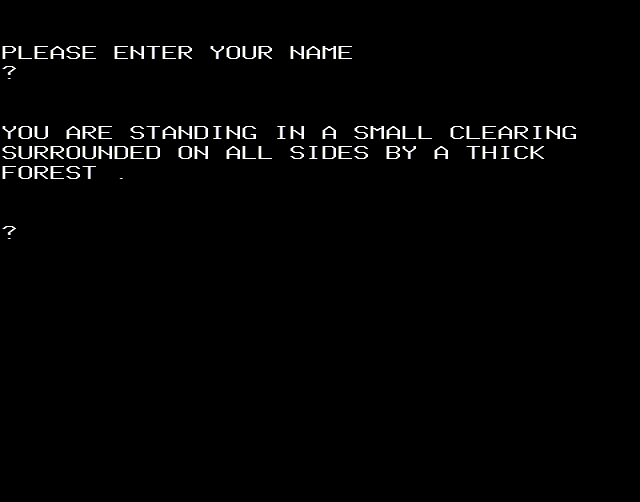 PLEASE ENTER YOUR NAME
?
YOU ARE STANDING IN A SMALL CLEARING
SURROUNDED ON ALL SIDES BY A THICK
FOREST .
?